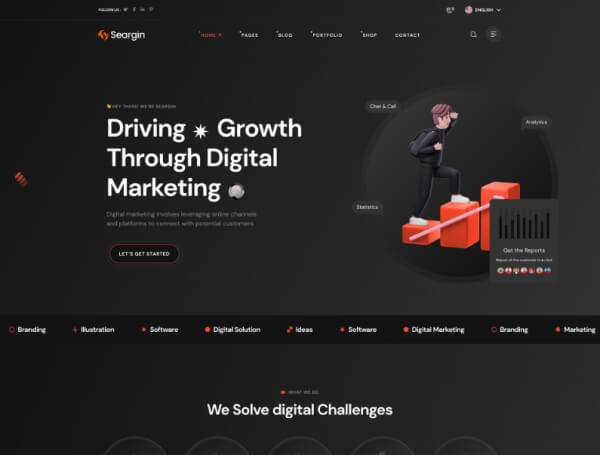 FOLLOW US :
ENGLISH
Seargin
HOME
PAGES
BLOG
PORTFOLIO
SHOP
CONTACT
HEY THERE! WE'RE SEARGIN
Driving Growth
Through Digital
Marketing
Digital marketing involves leveraging online channels
and platforms to connect with potential customers
LET'S GET STARTED
Chat & Call
Analytics
Statistics
Get the Reports
Report of the customer in a chart
Branding
Illustration
Software
Digital Solution
Ideas
Software
Digital Marketing
Branding
Marketing
WHAT WE DO
We Solve digital Challenges